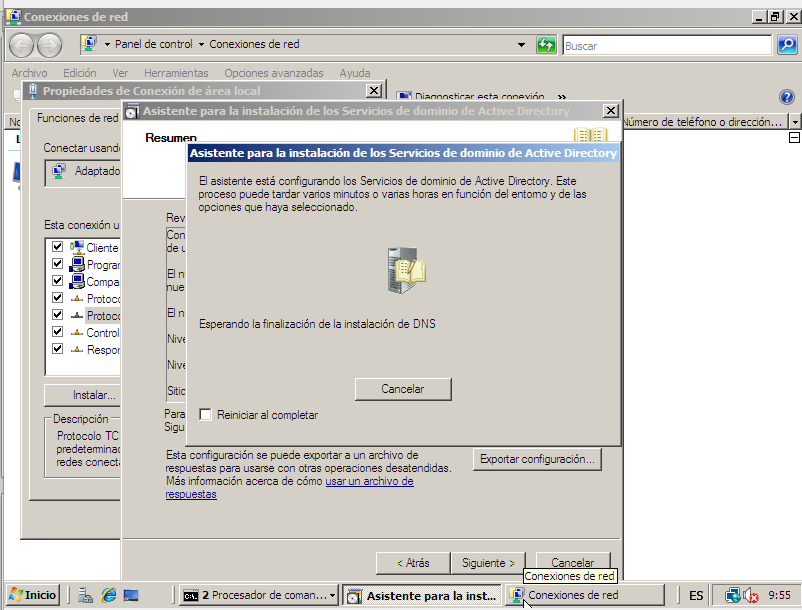 Conexiones de red
Panel de control
Conexiones de red
Buscar
Archivo Edición Ver Herramientas Opciones avanzadas Ayuda
Propiedades de Conexión de área local
Diagnosticar esta conexión »
Número de teléfono o dirección...
Funciones de red
Conectar usando
Adaptado
Esta conexión u
Cliente
Progra
Compa
Protoco
Protoco
Control
Respor
Instalar...
Descripción
Protocolo TC
predeterminad
redes conecta
Asistente para la instalación de los Servicios de dominio de Active Directory
Resumen
Rev
Con
de u
El n
nue
El n
Nive
Nive
Sitio
Para
Sigu
Asistente para la instalación de los Servicios de dominio de Active Directory
El asistente está configurando los Servicios de dominio de Active Directory. Este
proceso puede tardar varios minutos o varias horas en función del entorno y de las
opciones que haya seleccionado.
Esperando la finalización de la instalación de DNS
Cancelar
Reiniciar al completar
Esta configuración se puede exportar a un archivo de
respuestas para usarse con otras operaciones desatendidas.
Más información acerca de cómo usar un archivo de
respuestas
Exportar configuración...
< Atrás
Siguiente >
Cancelar
Conexiones de red
Inicio
2 Procesador de coman...
Asistente para la inst...
Conexiones de red
ES
9:55